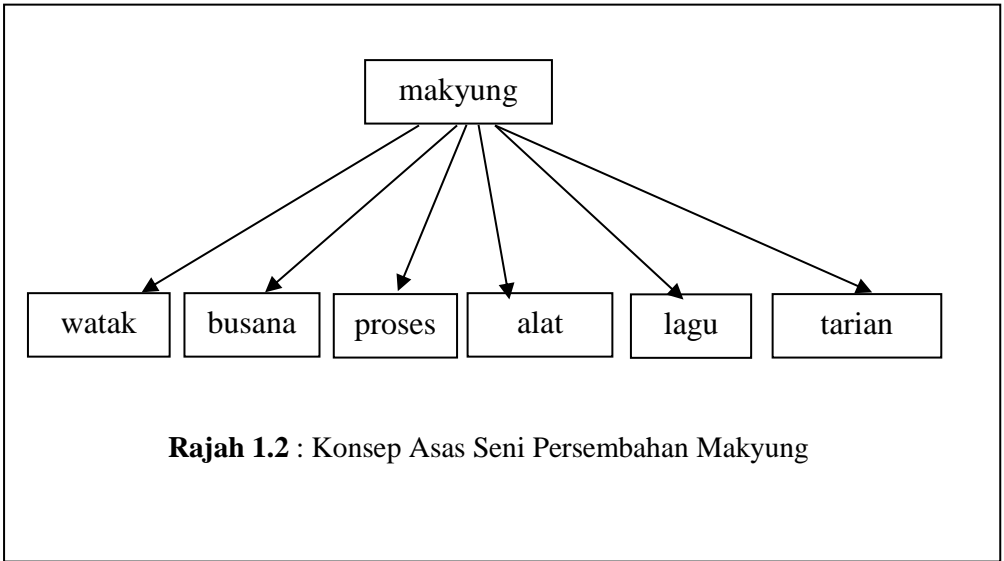 makyung
watak busana proses alat lagu tarian
Rajah 1.2 : Konsep Asas Seni Persembahan Makyung